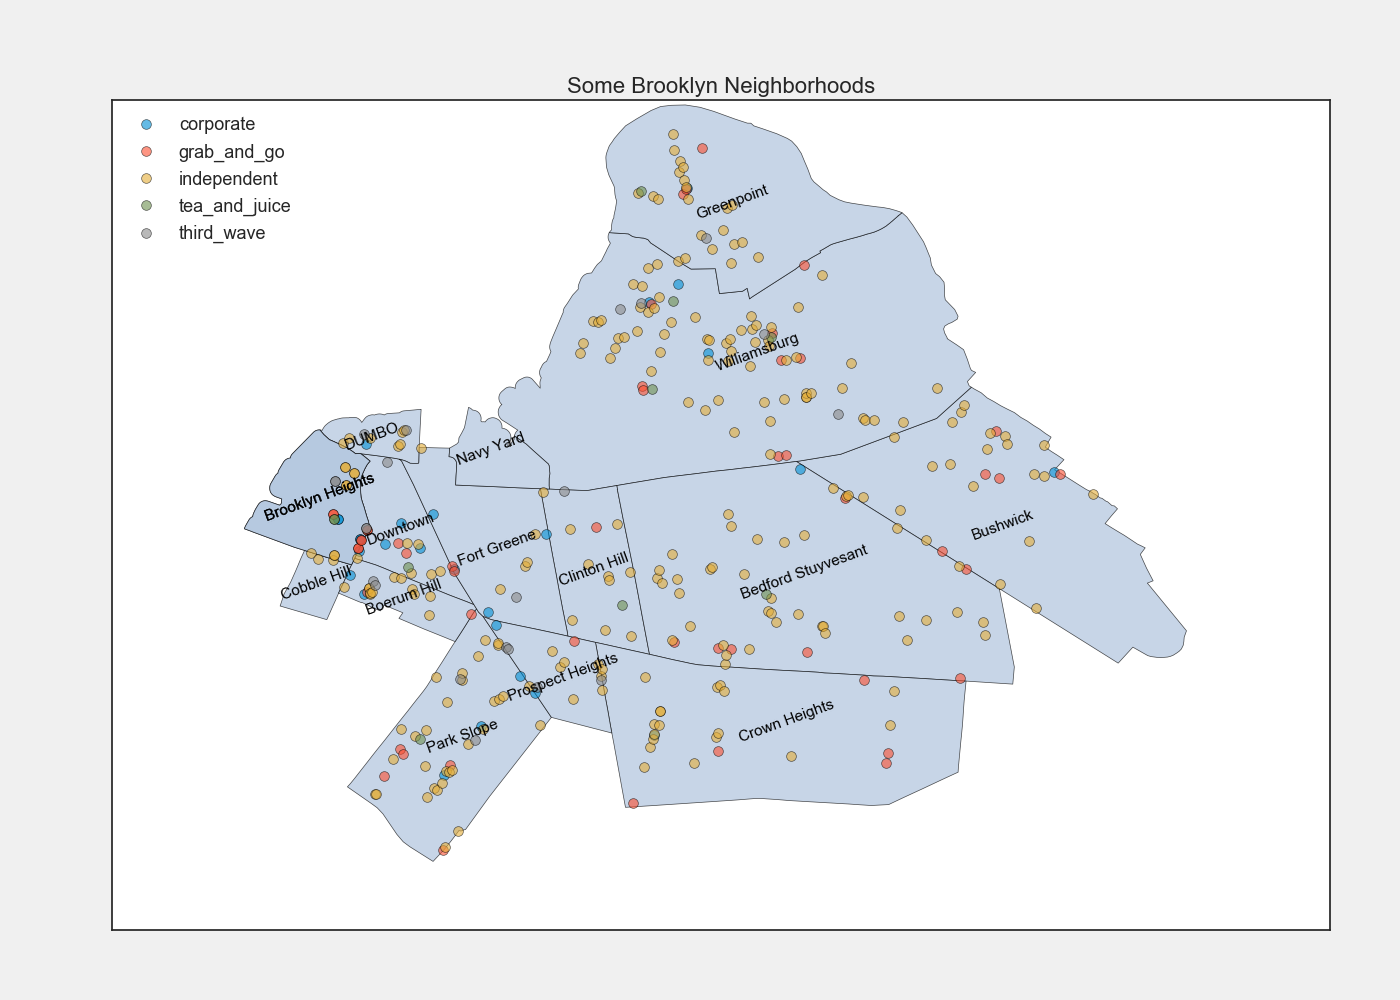 Some Brooklyn Neighborhoods
corporate
grab_and_go
independent
tea_and_juice
third_wave
Greenpoint
Williamsburg
DUMBO
Navy Yard
Brooklyn Heights
Downtown
Fort Greene
Clinton Hill
Bedford Stuyvesant
Bushwick
Cobble Hill
Boerum Hill
Prospect Heights
Park Slope
Crown Heights